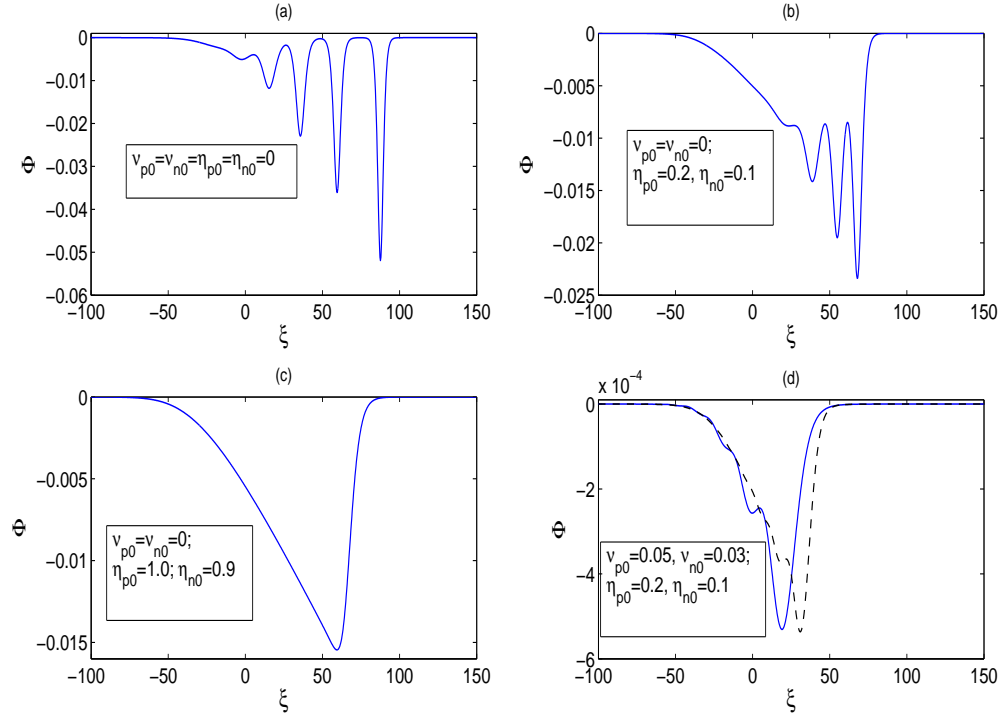 (a)
0
−0.01
−0.02
−0.03
−0.04
−0.05
−0.06
Φ
ν_p0=ν_n0=η_p0=η_n0=0
−100 −50 0 50 100 150
ξ
(b)
0
−0.005
−0.01
−0.015
−0.02
−0.025
Φ
ν_p0=ν_n0=0;
η_p0=0.2, η_n0=0.1
−100 −50 0 50 100 150
ξ
(c)
0
−0.005
−0.01
−0.015
Φ
ν_p0=ν_n0=0;
η_p0=1.0; η_n0=0.9
−100 −50 0 50 100 150
ξ
(d)
x 10^−4
0
−2
−4
−6
Φ
ν_p0=0.05, ν_n0=0.03;
η_p0=0.2, η_n0=0.1
−100 −50 0 50 100 150
ξ